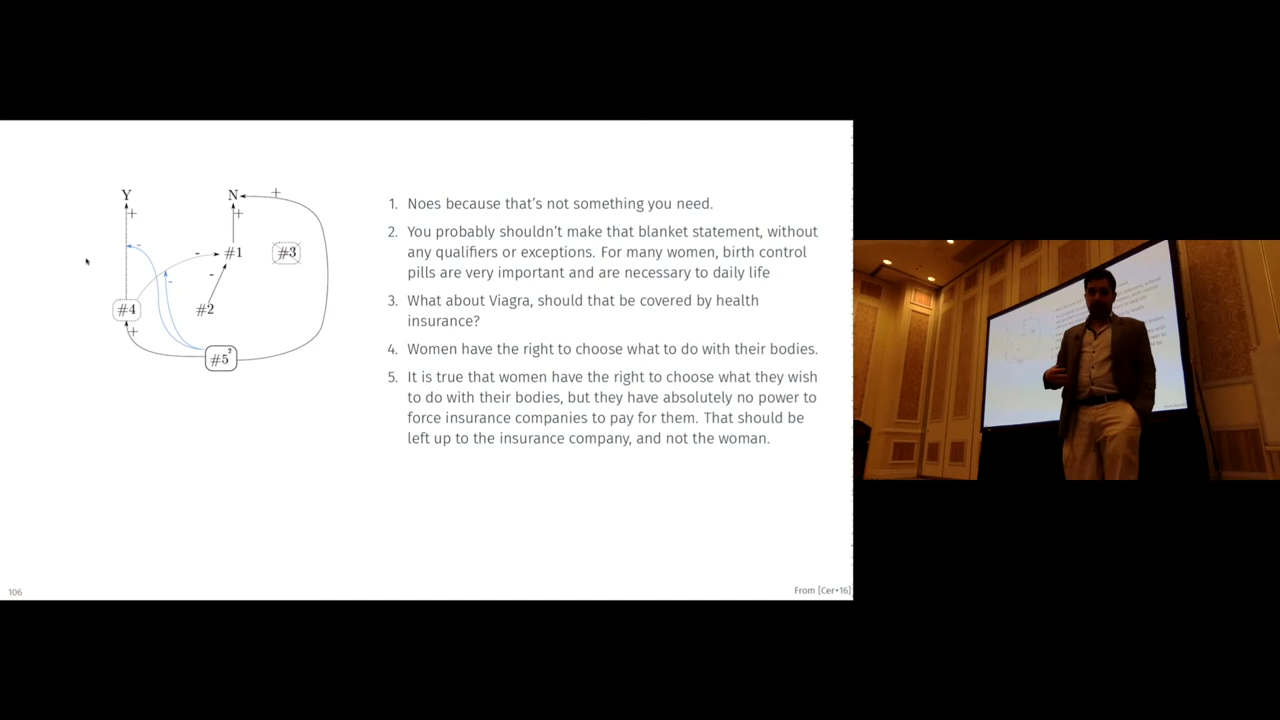 Y
N
+
+
+
-
-
#1
#3
-
-
#4
#2
+
#5
2
1. Noes because that's not something you need.
2. You probably shouldn't make that blanket statement, without
any qualifiers or exceptions. For many women, birth control
pills are very important and are necessary to daily life
3. What about Viagra, should that be covered by health
insurance?
4. Women have the right to choose what to do with their bodies.
5. It is true that women have the right to choose what they wish
to do with their bodies, but they have absolutely no power to
force insurance companies to pay for them. That should be
left up to the insurance company, and not the woman.
106
From [Cer+16]